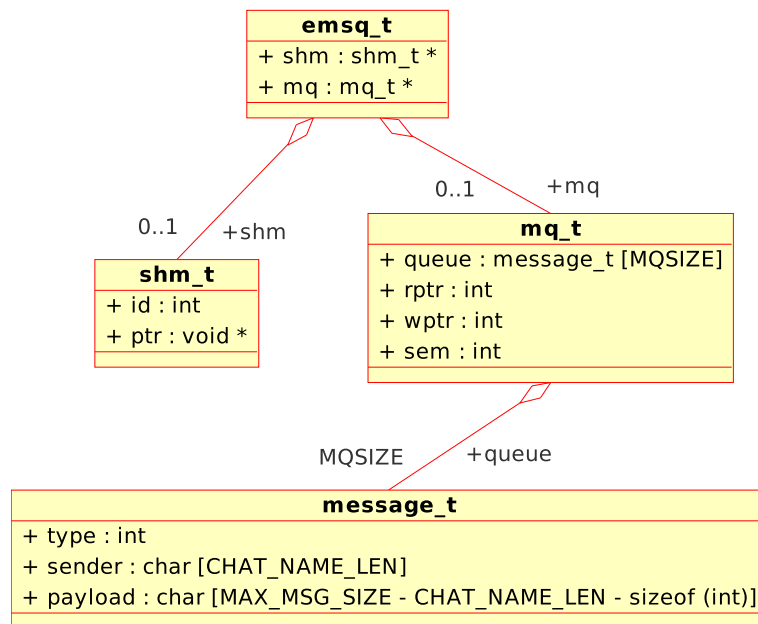 emsq_t
+ shm : shm_t *
+ mq : mq_t *
0..1
+mq
0..1
+shm
mq_t
+ queue : message_t [MQSIZE]
+ rptr : int
+ wptr : int
+ sem : int
shm_t
+ id : int
+ ptr : void *
MQSIZE
+queue
message_t
+ type : int
+ sender : char [CHAT_NAME_LEN]
+ payload : char [MAX_MSG_SIZE - CHAT_NAME_LEN - sizeof (int)]